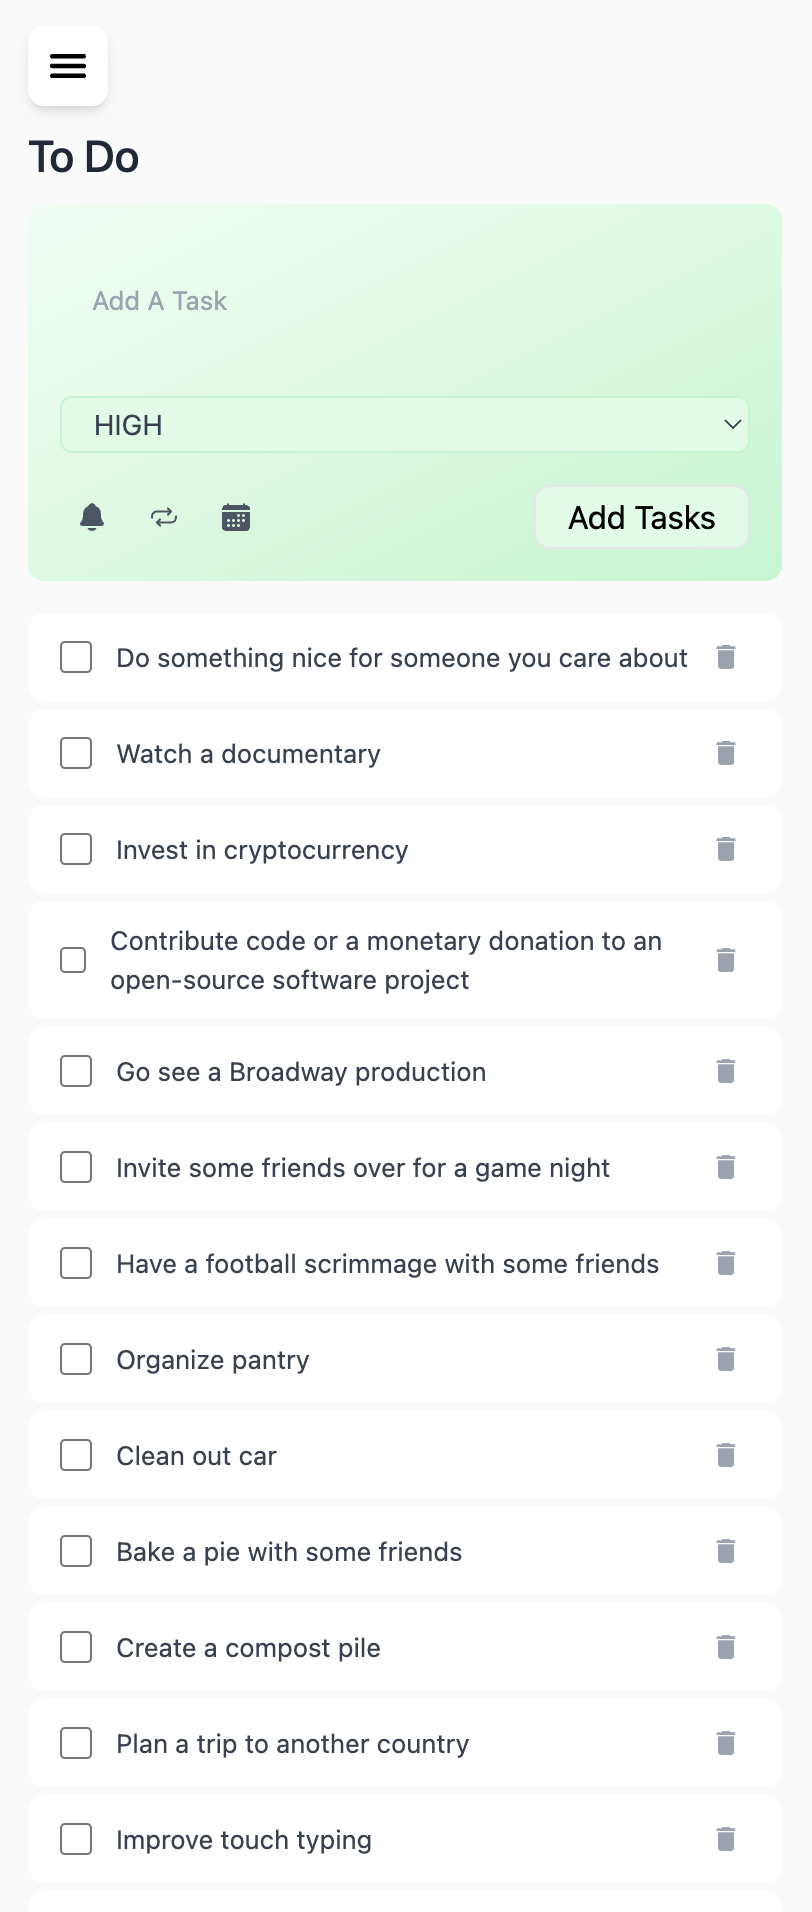 To Do
Add A Task
HIGH
Add Tasks
Do something nice for someone you care about
Watch a documentary
Invest in cryptocurrency
Contribute code or a monetary donation to an
open-source software project
Go see a Broadway production
Invite some friends over for a game night
Have a football scrimmage with some friends
Organize pantry
Clean out car
Bake a pie with some friends
Create a compost pile
Plan a trip to another country
Improve touch typing